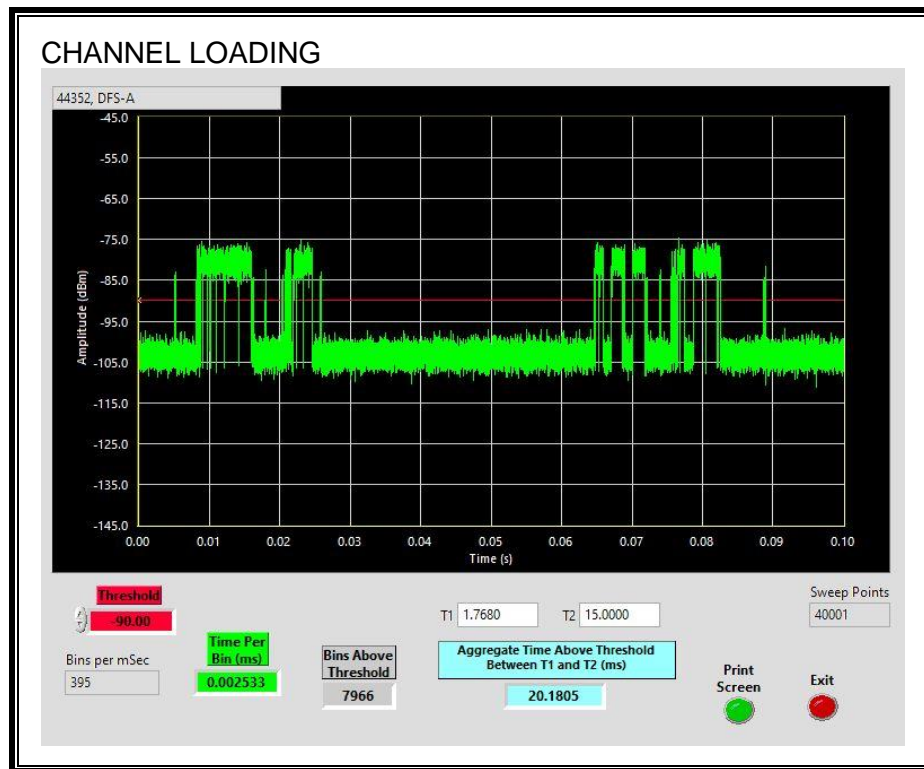 CHANNEL LOADING
44352, DFS-A
-45.0
-55.0
-65.0
-75.0
-85.0
-95.0
-105.0
-115.0
-125.0
-135.0
-145.0
Amplitude (dBm)
0.00 0.01 0.02 0.03 0.04 0.05 0.06 0.07 0.08 0.09 0.10
Time (s)
Threshold
-90.00
Bins per mSec
395
Time Per
Bin (ms)
0.002533
Bins Above
Threshold
7966
T1 1.7680 T2 15.0000
Aggregate Time Above Threshold
Between T1 and T2 (ms)
20.1805
Sweep Points
40001
Print
Screen
Exit